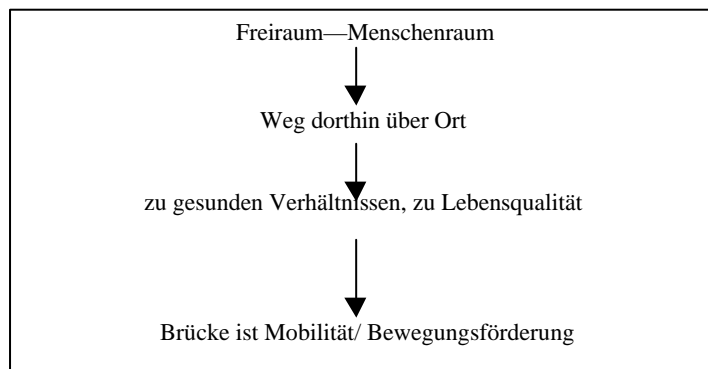 Freiraum—Menschenraum
Weg dorthin über Ort
zu gesunden Verhältnissen, zu Lebensqualität
Brücke ist Mobilität/ Bewegungsförderung